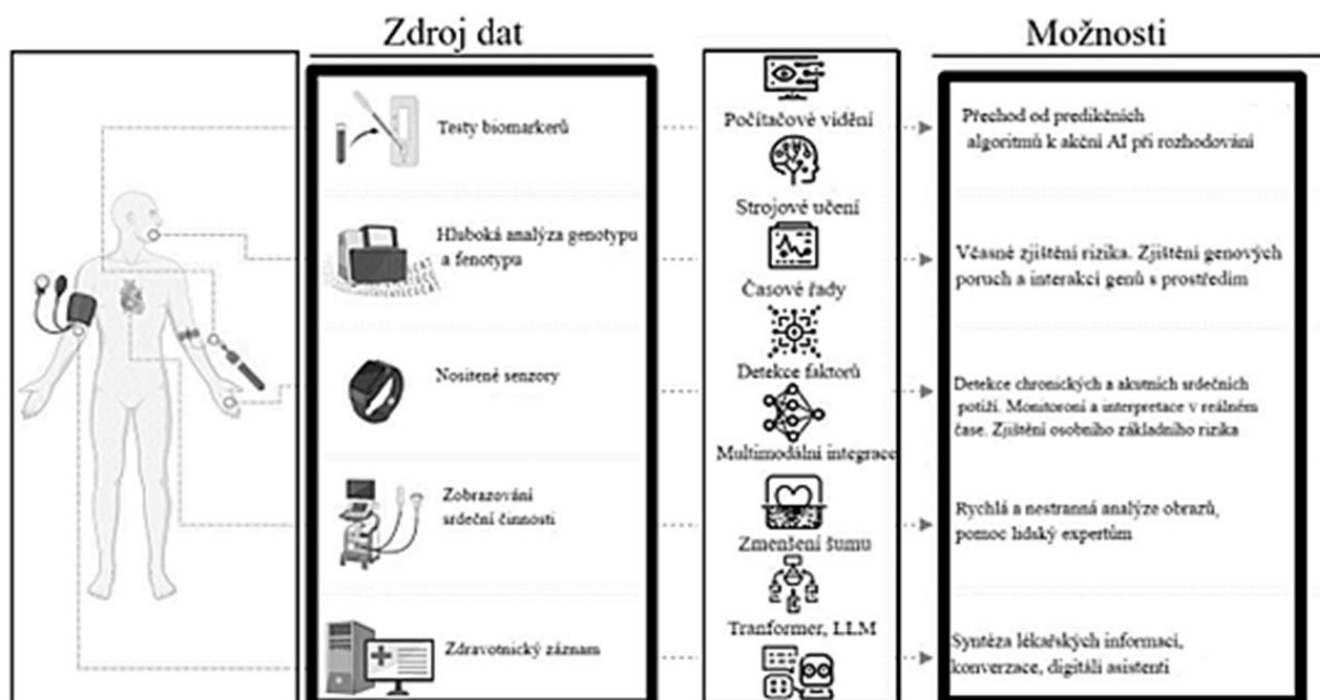 Zdroj dat
Testy biomarkerů
Hluboká analýza genotypu
a fenotypu
Nositené senzory
Zobrazování
srdeční činnosti
Zdravotnický záznam
Počítačové vidění
Strojové učení
Časové řady
Detekce faktorů
Multimodální integrace
Zmenšení šumu
Tranformer, LLM
Možnosti
Přechod od predikčních
algoritmů k akční AI při rozhodování
Včasné zjištění rizika. Zjištění genových
poruch a interakcí genů s prostředím
Detekce chronických a akutních srdečních
potíží. Monitoroní a interpretace v reálném
čase. Zjištění osobního základního rizika
Rychlá a nestranná analýze obrazů,
pomoc lidský expertům
Syntéza lékařských informací,
konverzace, digitáli asistenti